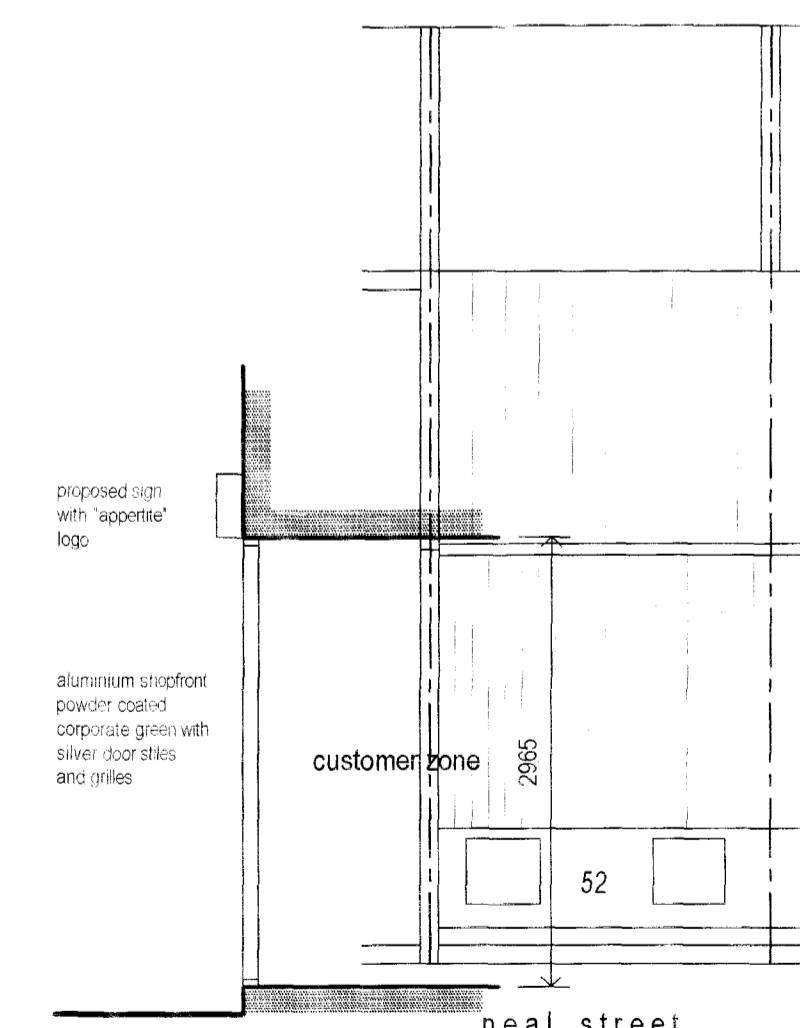 proposed sign
with "appertite"
logo
aluminium shopfront
powder coated
corporate green with
silver door stiles
and grilles
customer zone
2965
52
neal street